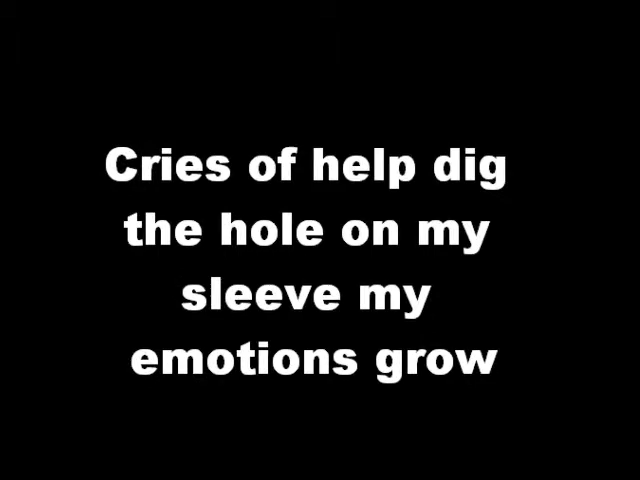 Cries of help dig
the hole on my
sleeve my
emotions grow